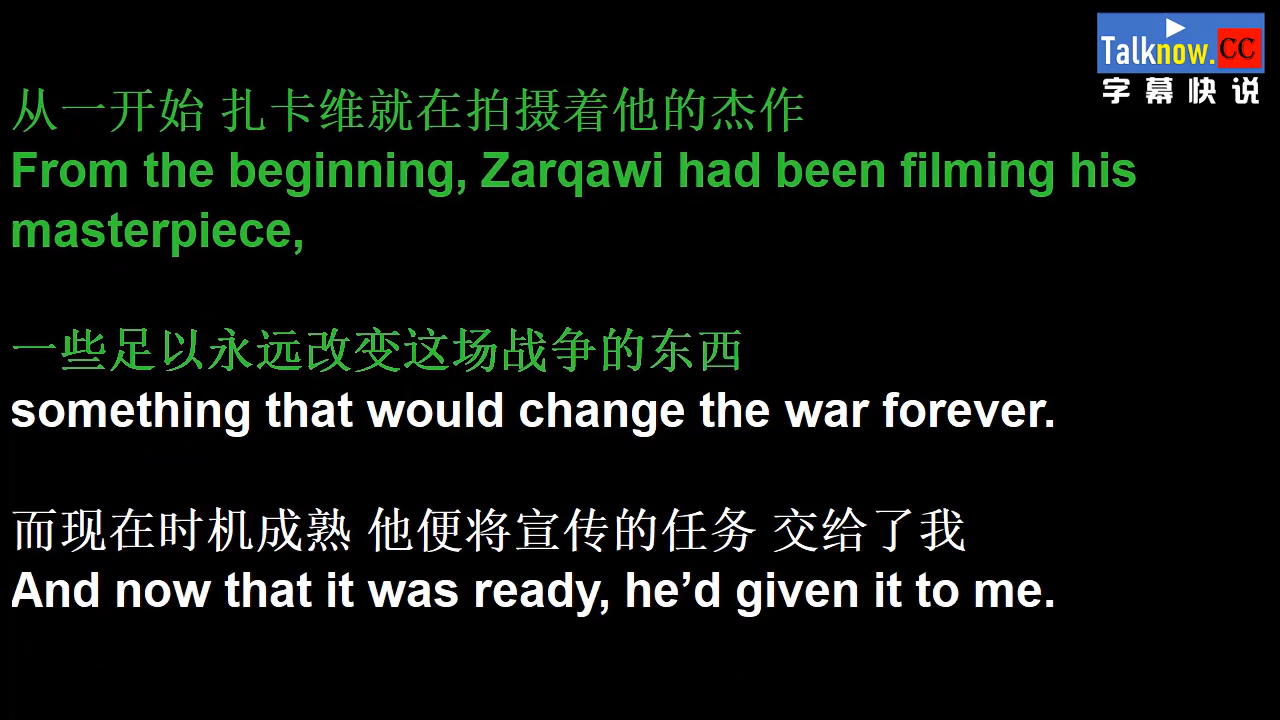 Talknow.CC
字幕快说
从一开始 扎卡维就在拍摄着他的杰作
From the beginning, Zarqawi had been filming his
masterpiece,
一些足以永远改变这场战争的东西
something that would change the war forever.
而现在时机成熟 他便将宣传的任务 交给了我
And now that it was ready, he’d given it to me.